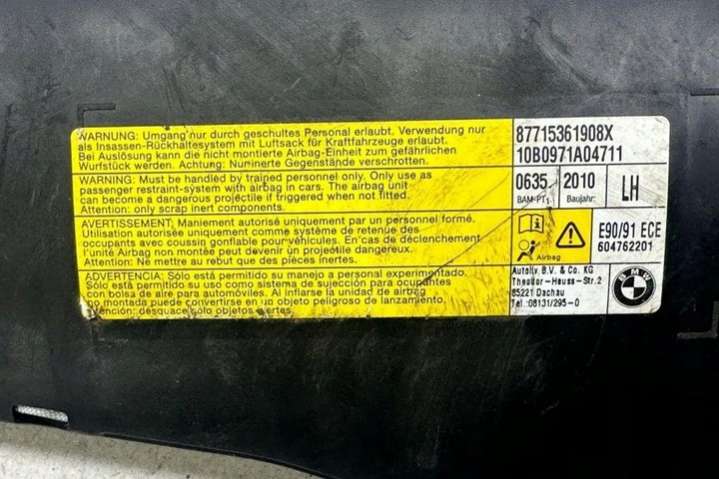 WARNUNG: Umgang nur durch geschultes Personal erlaubt. Verwendung nur
als Insassen-Rückhaltesystem mit Luftsack für Kraftfahrzeuge erlaubt.
Bei Auslösung kann die nicht montierte Airbag-Einheit zum gefährlichen
Wurfstück werden. Achtung: Nur inerte Gegenstände verschrotten.
WARNING: Must be handled by trained personnel only. Only use as
passenger restraint-system with airbag in cars. The airbag unit
can become a dangerous projectile if triggered when not fitted.
Attention: only scrap inert components.
AVERTISSEMENT: Maniement autorisé uniquement par un personnel formé.
Utilisation autorisée uniquement comme système de retenue des
occupants avec coussin gonflable pour véhicules. En cas de déclenchement
l'unité Airbag non montée peut devenir un projectile dangereux.
Attention: Ne mettre au rebut que des pièces inertes.
ADVERTENCIA: Sólo está permitido su manejo a personal experimentado.
Sólo está permitido su uso como sistema de sujección para ocupantes
con bolsa de aire para automóviles. Al inflarse la unidad de airbag
no montada puede convertirse en un objeto peligroso de lanzamiento.
Atención: desguace sólo objetos inertes.
87715361908X
10B0971A04711
0635 2010 LH
BAM-PT1- Baujahr:
E90/91 ECE
604762201
Airbag
Autoliv B.V. & Co. KG
Theodor-Heuss-Str.2
85221 Dachau
Tel.:08131/295-0
BMW